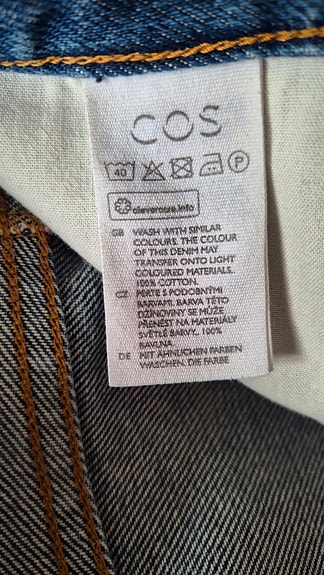 COS
40 P
clevercare.info
GB WASH WITH SIMILAR
COLOURS. THE COLOUR
OF THIS DENIM MAY
TRANSFER ONTO LIGHT
COLOURED MATERIALS.
100% COTTON.
CZ PERTE S PODOBNÝMI
BARVAMI. BARVA TÉTO
DŽÍNOVINY SE MŮŽE
PŘENÉST NA MATERIÁLY
SVĚTLÉ BARVY. 100%
BAVLNA
DE MIT ÄHNLICHEN FARBEN
WASCHEN. DIE FARBE